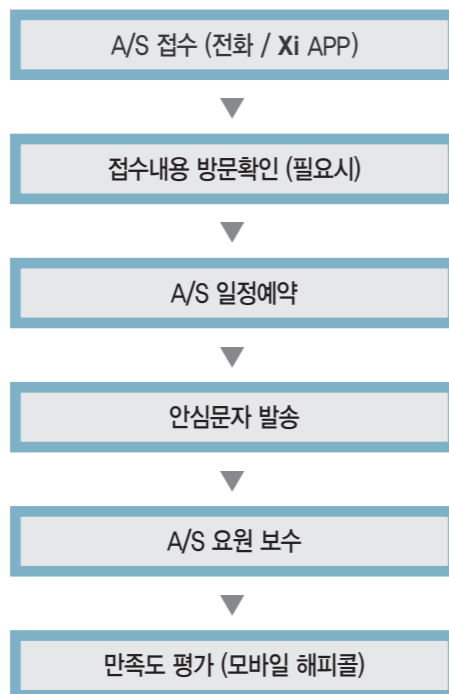 A/S 접수 (전화 / Xi APP)
접수내용 방문확인 (필요시)
A/S 일정예약
안심문자 발송
A/S 요원 보수
만족도 평가 (모바일 해피콜)